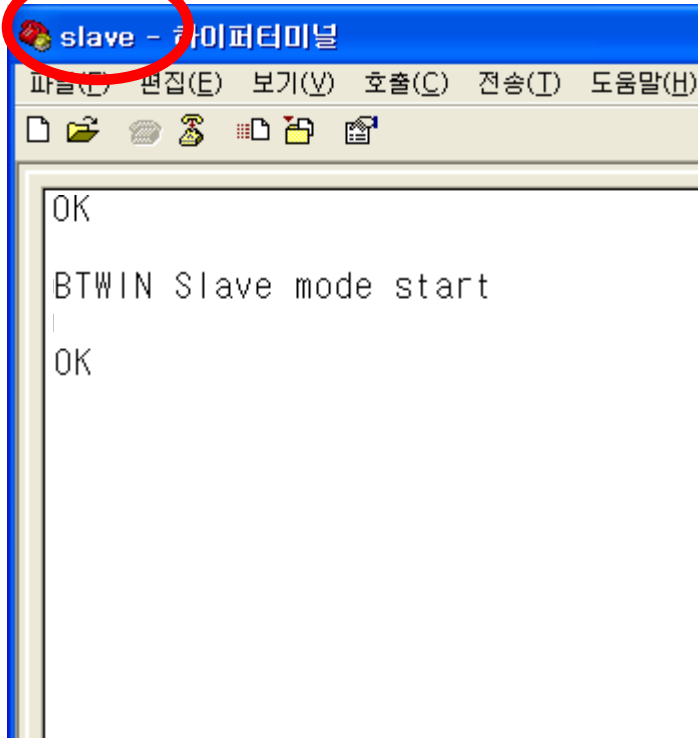 slave - 하이퍼터미널
파일(F) 편집(E) 보기(V) 호출(C) 전송(T) 도움말(H)
OK
BTWIN Slave mode start
OK